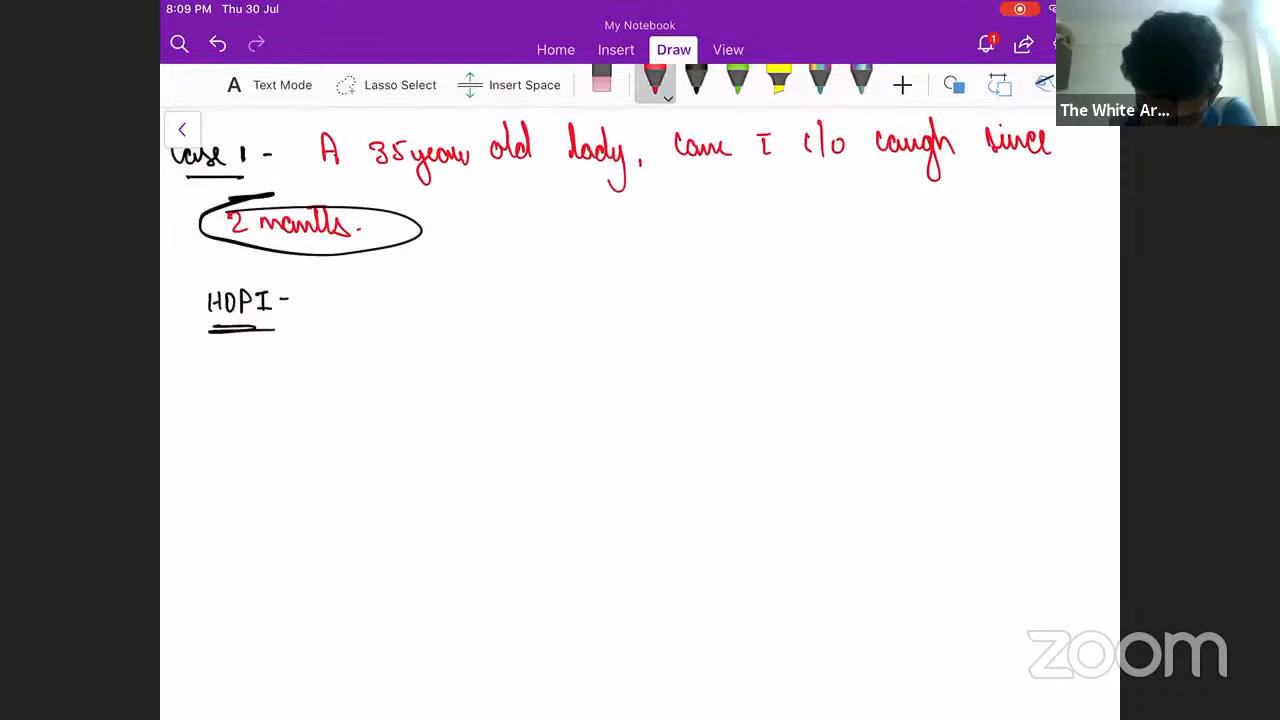 8:09 PM Thu 30 Jul
My Notebook
Home Insert Draw View
1
A Text Mode Lasso Select Insert Space
The White Ar...
Case 1 - A 35 year old lady, came c̄ c/o cough since
2 months.
HOPI -
zoom